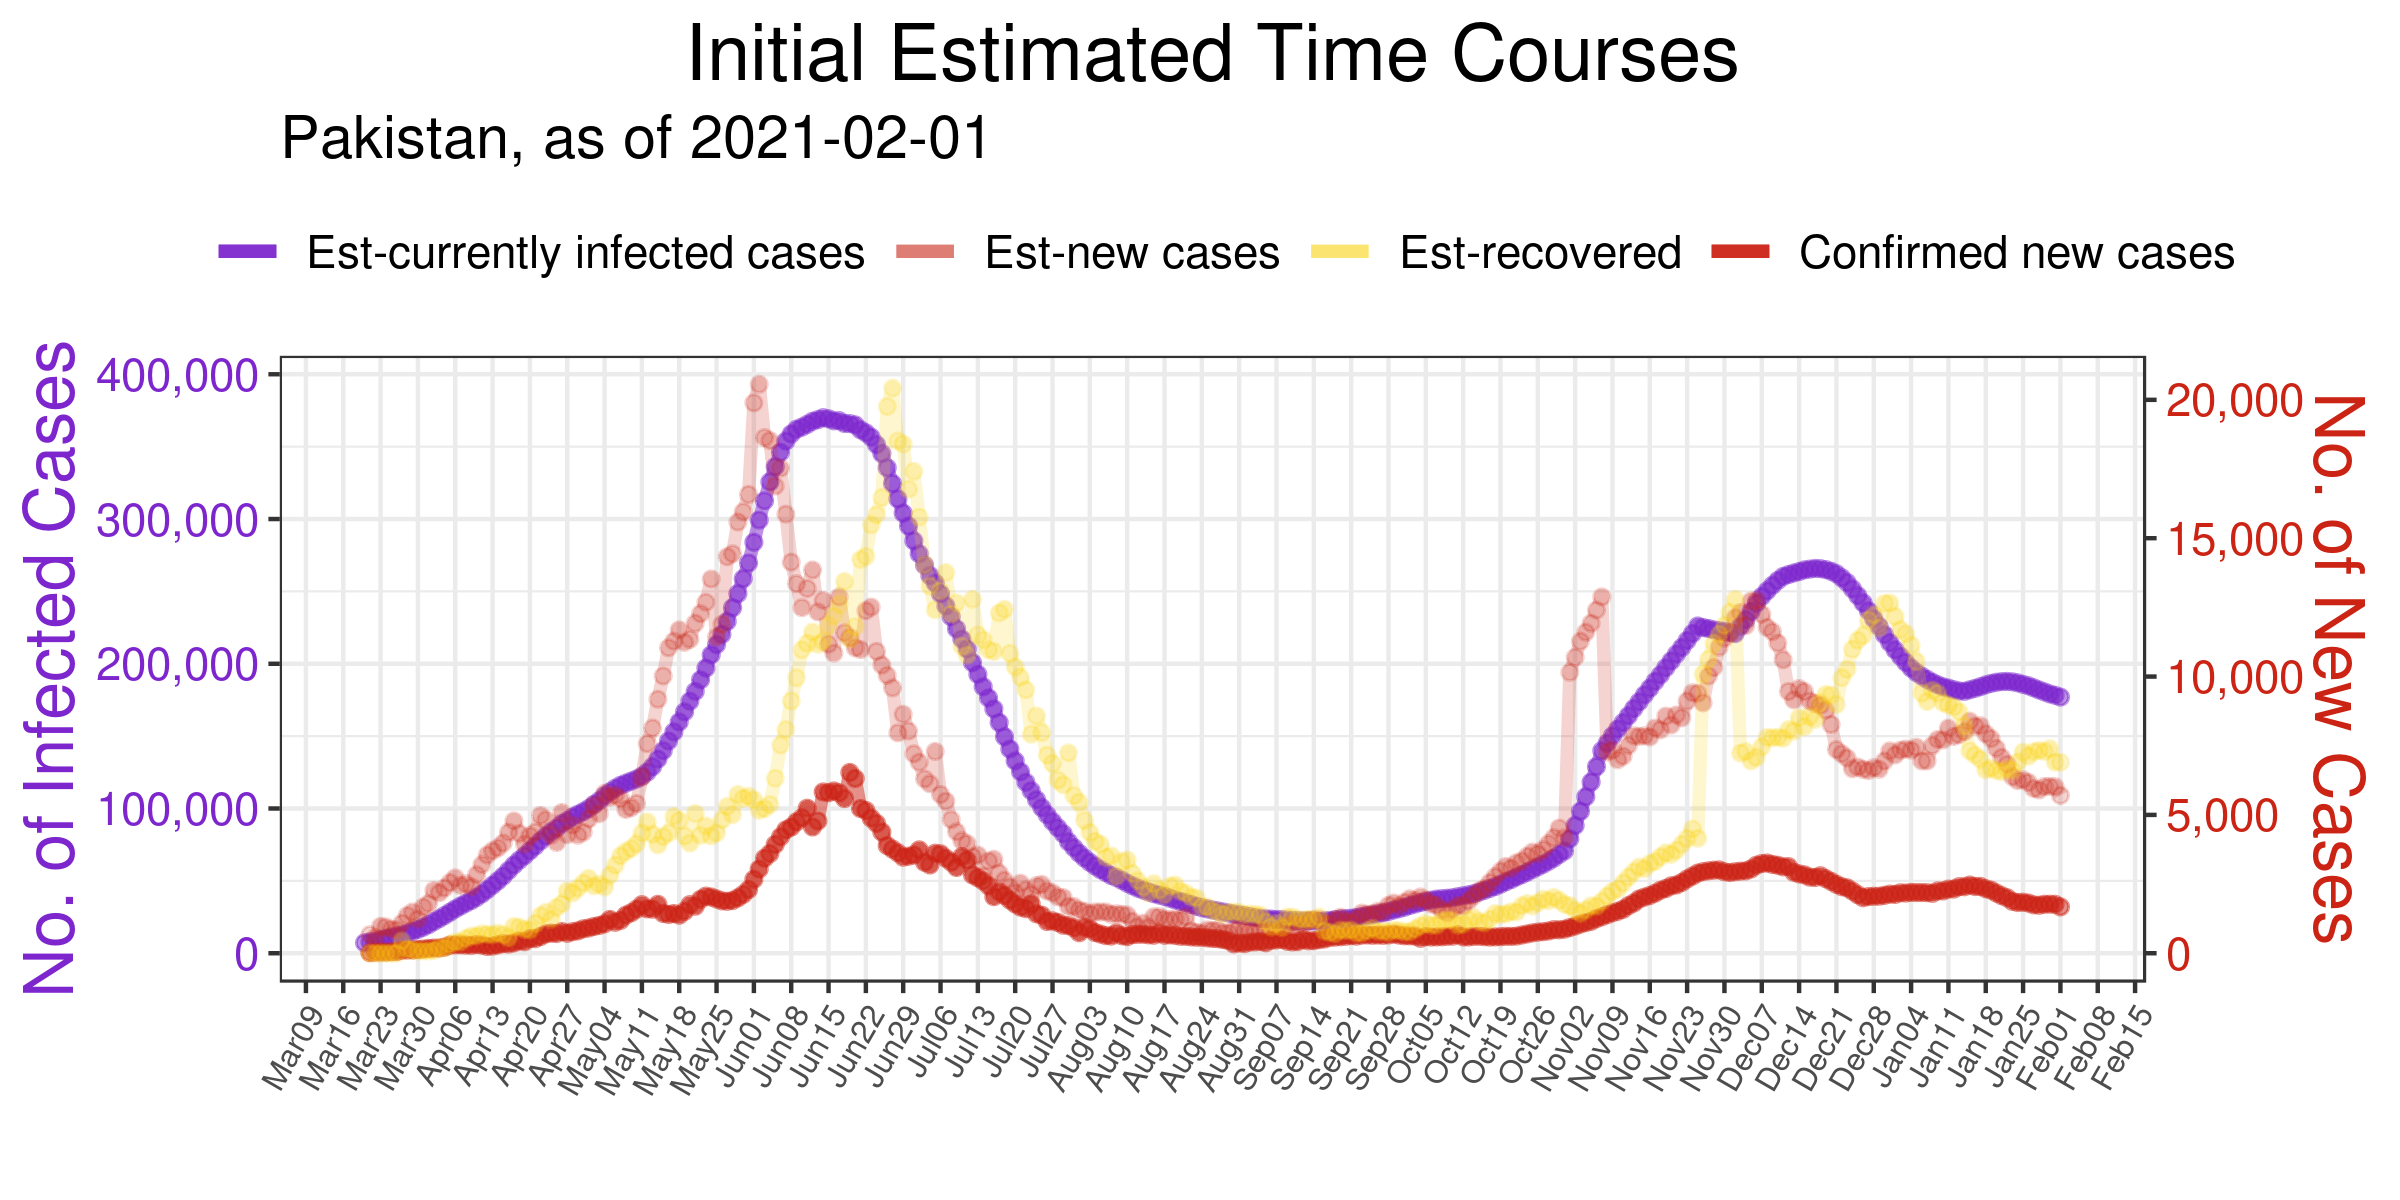 Initial Estimated Time Courses
Pakistan, as of 2021-02-01
Est-currently infected cases Est-new cases Est-recovered Confirmed new cases
No. of Infected Cases
400,000
300,000
200,000
100,000
0
20,000
15,000
10,000
5,000
0
No. of New Cases
Mar09 Mar16 Mar23 Mar30 Apr06 Apr13 Apr20 Apr27 May04 May11 May18 May25 Jun01 Jun08 Jun15 Jun22 Jun29 Jul06 Jul13 Jul20 Jul27 Aug03 Aug10 Aug17 Aug24 Aug31 Sep07 Sep14 Sep21 Sep28 Oct05 Oct12 Oct19 Oct26 Nov02 Nov09 Nov16 Nov23 Nov30 Dec07 Dec14 Dec21 Dec28 Jan04 Jan11 Jan18 Jan25 Feb01 Feb08 Feb15